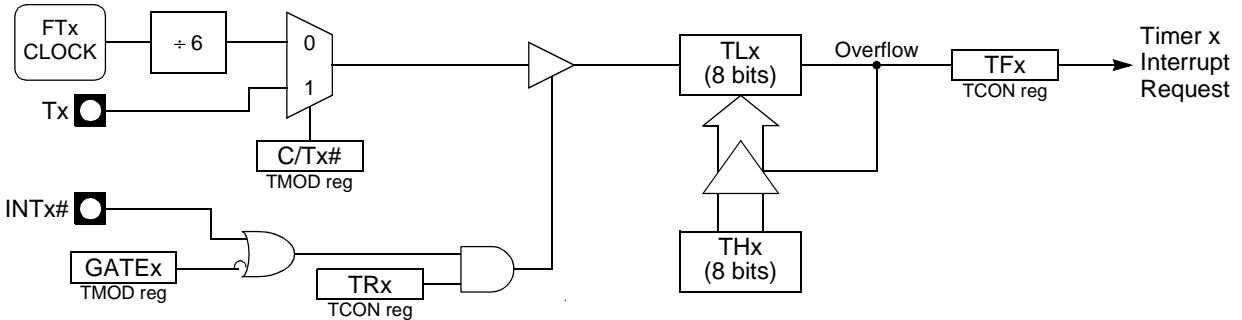 FTx
CLOCK
÷ 6
0
1
Tx
C/Tx#
TMOD reg
INTx#
GATEx
TMOD reg
TRx
TCON reg
TLx
(8 bits)
THx
(8 bits)
Overflow
TFx
TCON reg
Timer x
Interrupt
Request